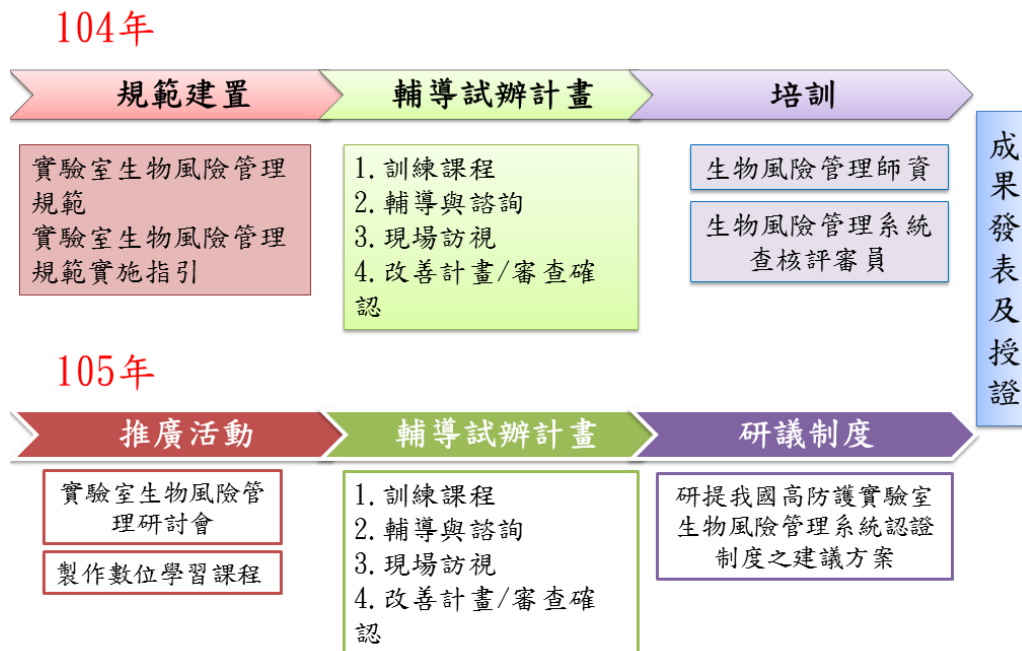 104年
規範建置
輔導試辦計畫
培訓
實驗室生物風險管理
規範
實驗室生物風險管理
規範實施指引
1.訓練課程
2.輔導與諮詢
3.現場訪視
4.改善計畫/審查確
認
生物風險管理師資
生物風險管理系統
查核評審員
成果發表及授證
105年
推廣活動
輔導試辦計畫
研議制度
實驗室生物風險管
理研討會
製作數位學習課程
1.訓練課程
2.輔導與諮詢
3.現場訪視
4.改善計畫/審查確
認
研提我國高防護實驗室
生物風險管理系統認證
制度之建議方案